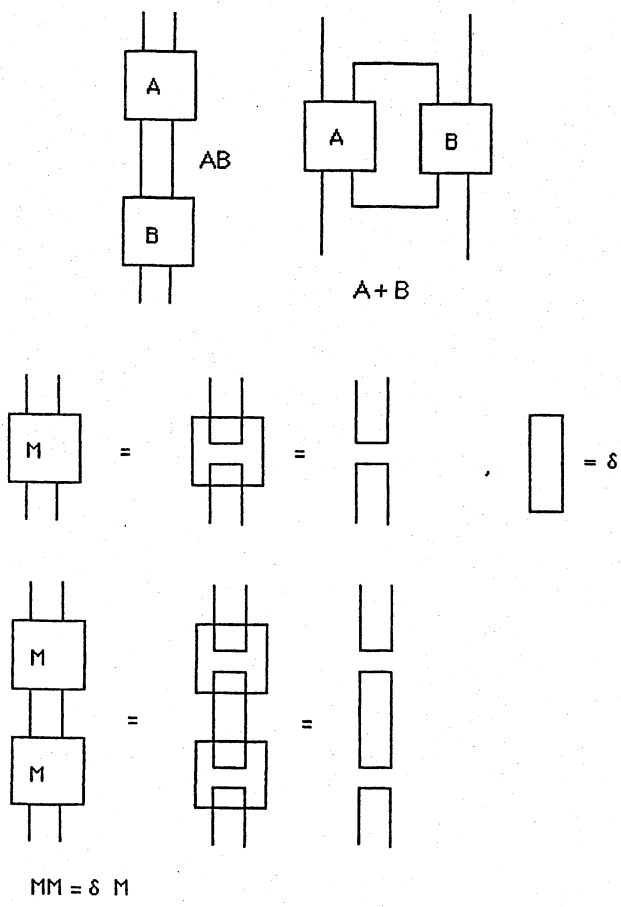 A
B
AB
A
B
A + B
M = = , = δ
M
M
= =
MM = δ M